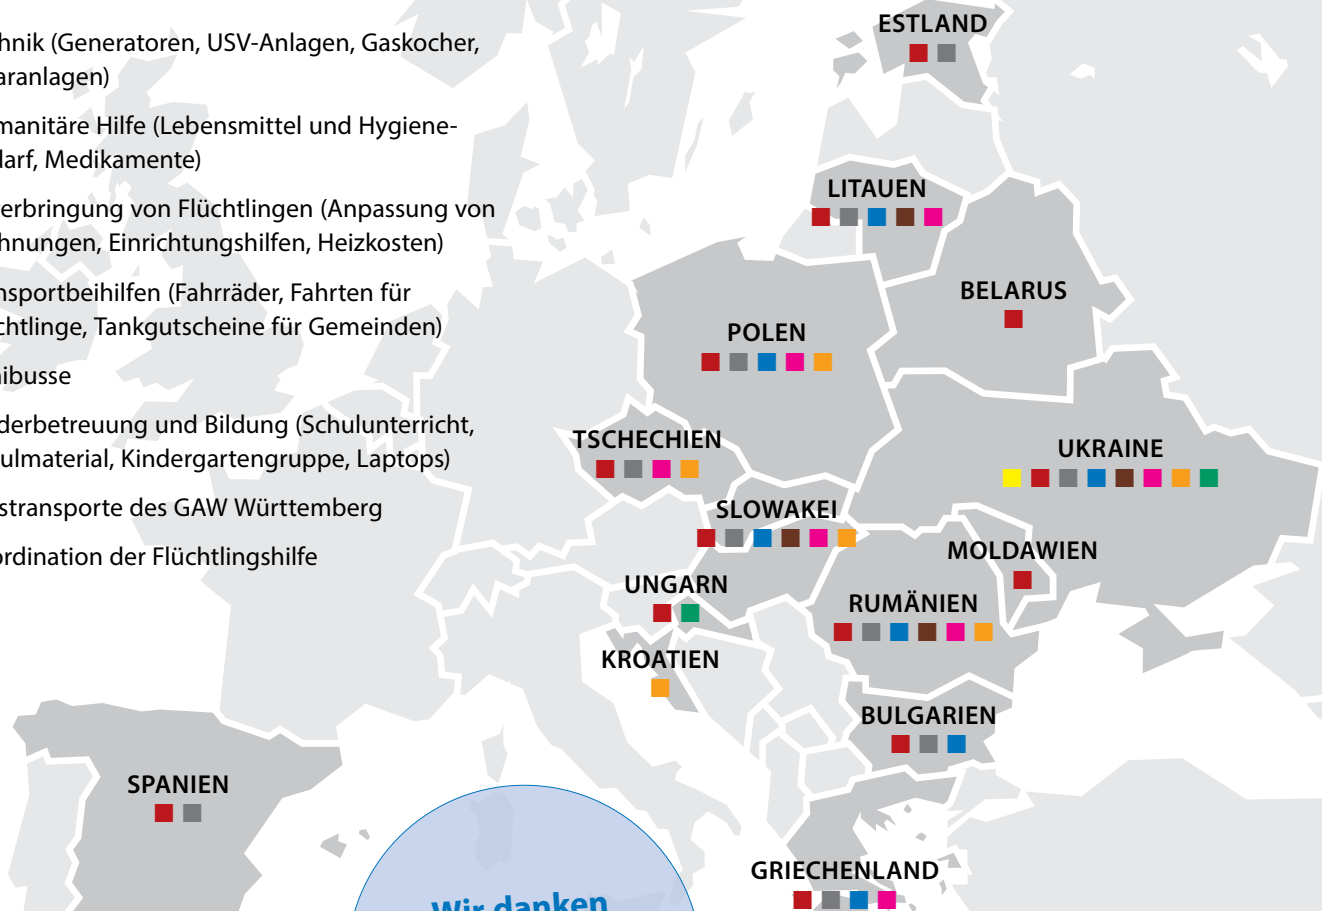 hnik (Generatoren, USV-Anlagen, Gaskocher,
aranlagen)
manitäre Hilfe (Lebensmittel und Hygiene-
darf, Medikamente)
erbringung von Flüchtlingen (Anpassung von
hnungen, Einrichtungshilfen, Heizkosten)
nsportbeihilfen (Fahrräder, Fahrten für
chtlinge, Tankgutscheine für Gemeinden)
nibusse
derbetreuung und Bildung (Schulunterricht,
ulmaterial, Kindergartengruppe, Laptops)
stransporte des GAW Württemberg
ordination der Flüchtlingshilfe
ESTLAND
LITAUEN
BELARUS
POLEN
TSCHECHIEN
UKRAINE
SLOWAKEI
MOLDAWIEN
UNGARN
RUMÄNIEN
KROATIEN
BULGARIEN
SPANIEN
GRIECHENLAND
Wir danken